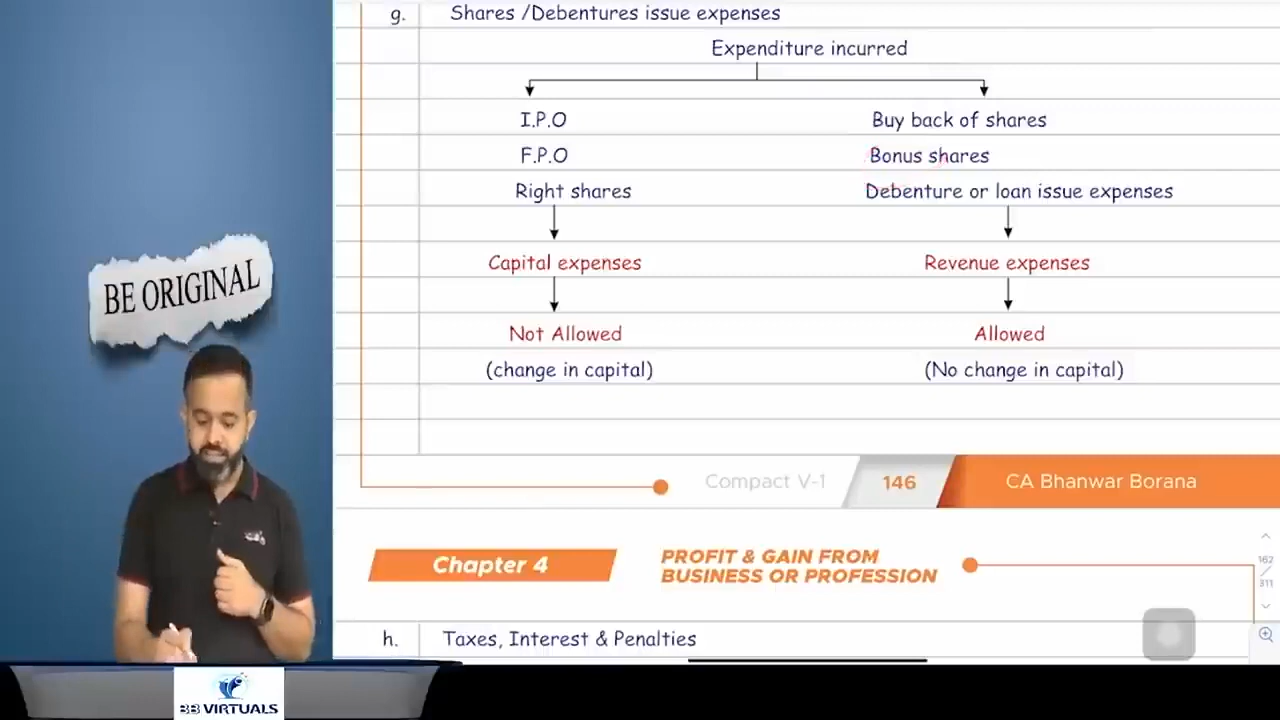 g. Shares /Debentures issue expenses
Expenditure incurred
I.P.O Buy back of shares
F.P.O Bonus shares
Right shares Debenture or loan issue expenses
Capital expenses Revenue expenses
Not Allowed Allowed
(change in capital) (No change in capital)
BE ORIGINAL
Compact V-1 146 CA Bhanwar Borana
Chapter 4 PROFIT & GAIN FROM
BUSINESS OR PROFESSION
162
/
311
h. Taxes, Interest & Penalties
BB VIRTUALS